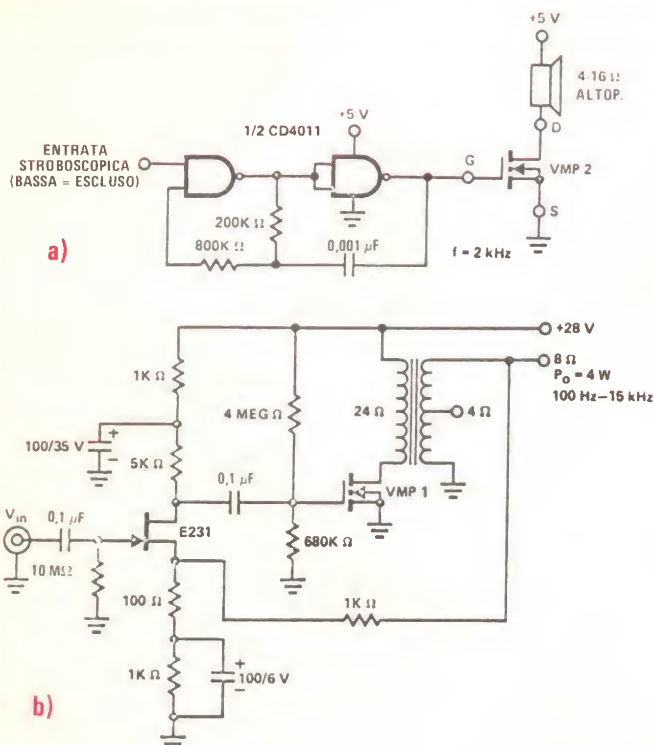 +5 V
4-16 Ω
ALTOP.
D
+5 V
1/2 CD4011
ENTRATA
STROBOSCOPICA
(BASSA = ESCLUSO)
G
VMP 2
S
200K Ω
800K Ω
0,001 µF
f = 2 kHz
a)
+28 V
8 Ω
P₀ = 4 W
100 Hz–15 kHz
1K Ω
4 MEG Ω
24 Ω
4 Ω
100/35 V
+
−
5K Ω
0,1 µF
VMP 1
Vin
0,1 µF
E231
680K Ω
10 MΩ
100 Ω
1K Ω
1K Ω
+
100/6 V
−
b)